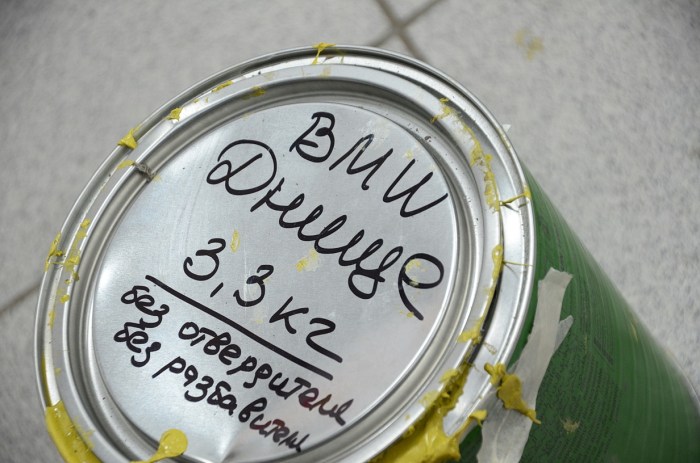 BMW
Днище
3,3 кг
без отвердителя
без разбавителя